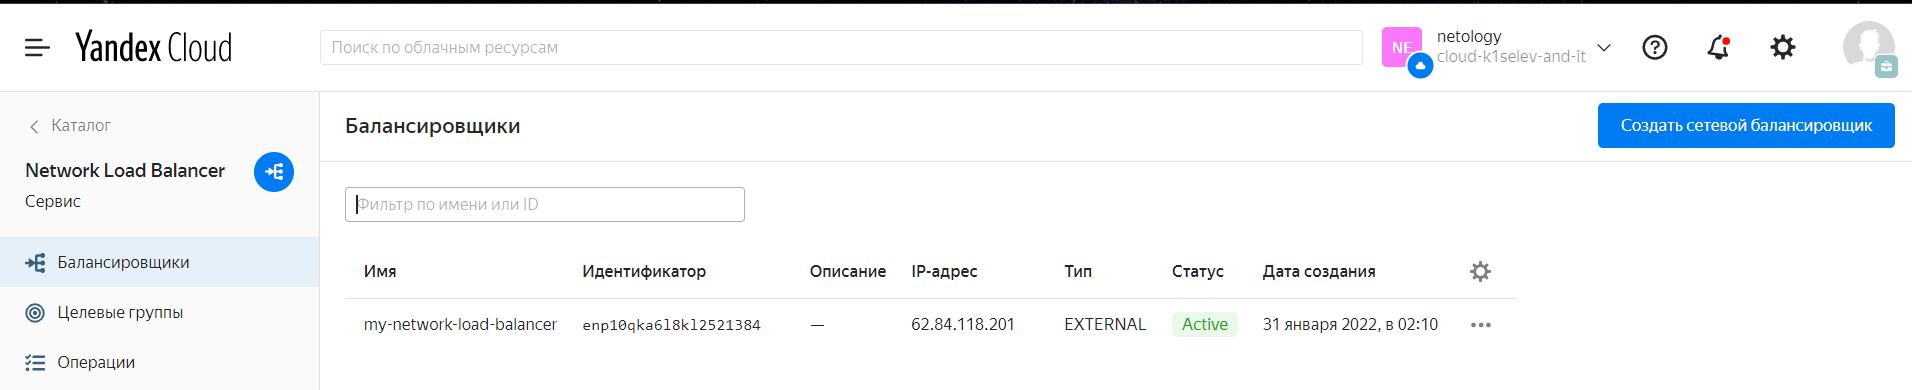 Yandex Cloud
Поиск по облачным ресурсам
NE
netology
cloud-k1selev-and-it
Каталог
Network Load Balancer
Сервис
Балансировщики
Целевые группы
Операции
Балансировщики
Создать сетевой балансировщик
Фильтр по имени или ID
Имя Идентификатор Описание IP-адрес Тип Статус Дата создания
my-network-load-balancer enp10qka6l8kl2521384 — 62.84.118.201 EXTERNAL Active 31 января 2022, в 02:10